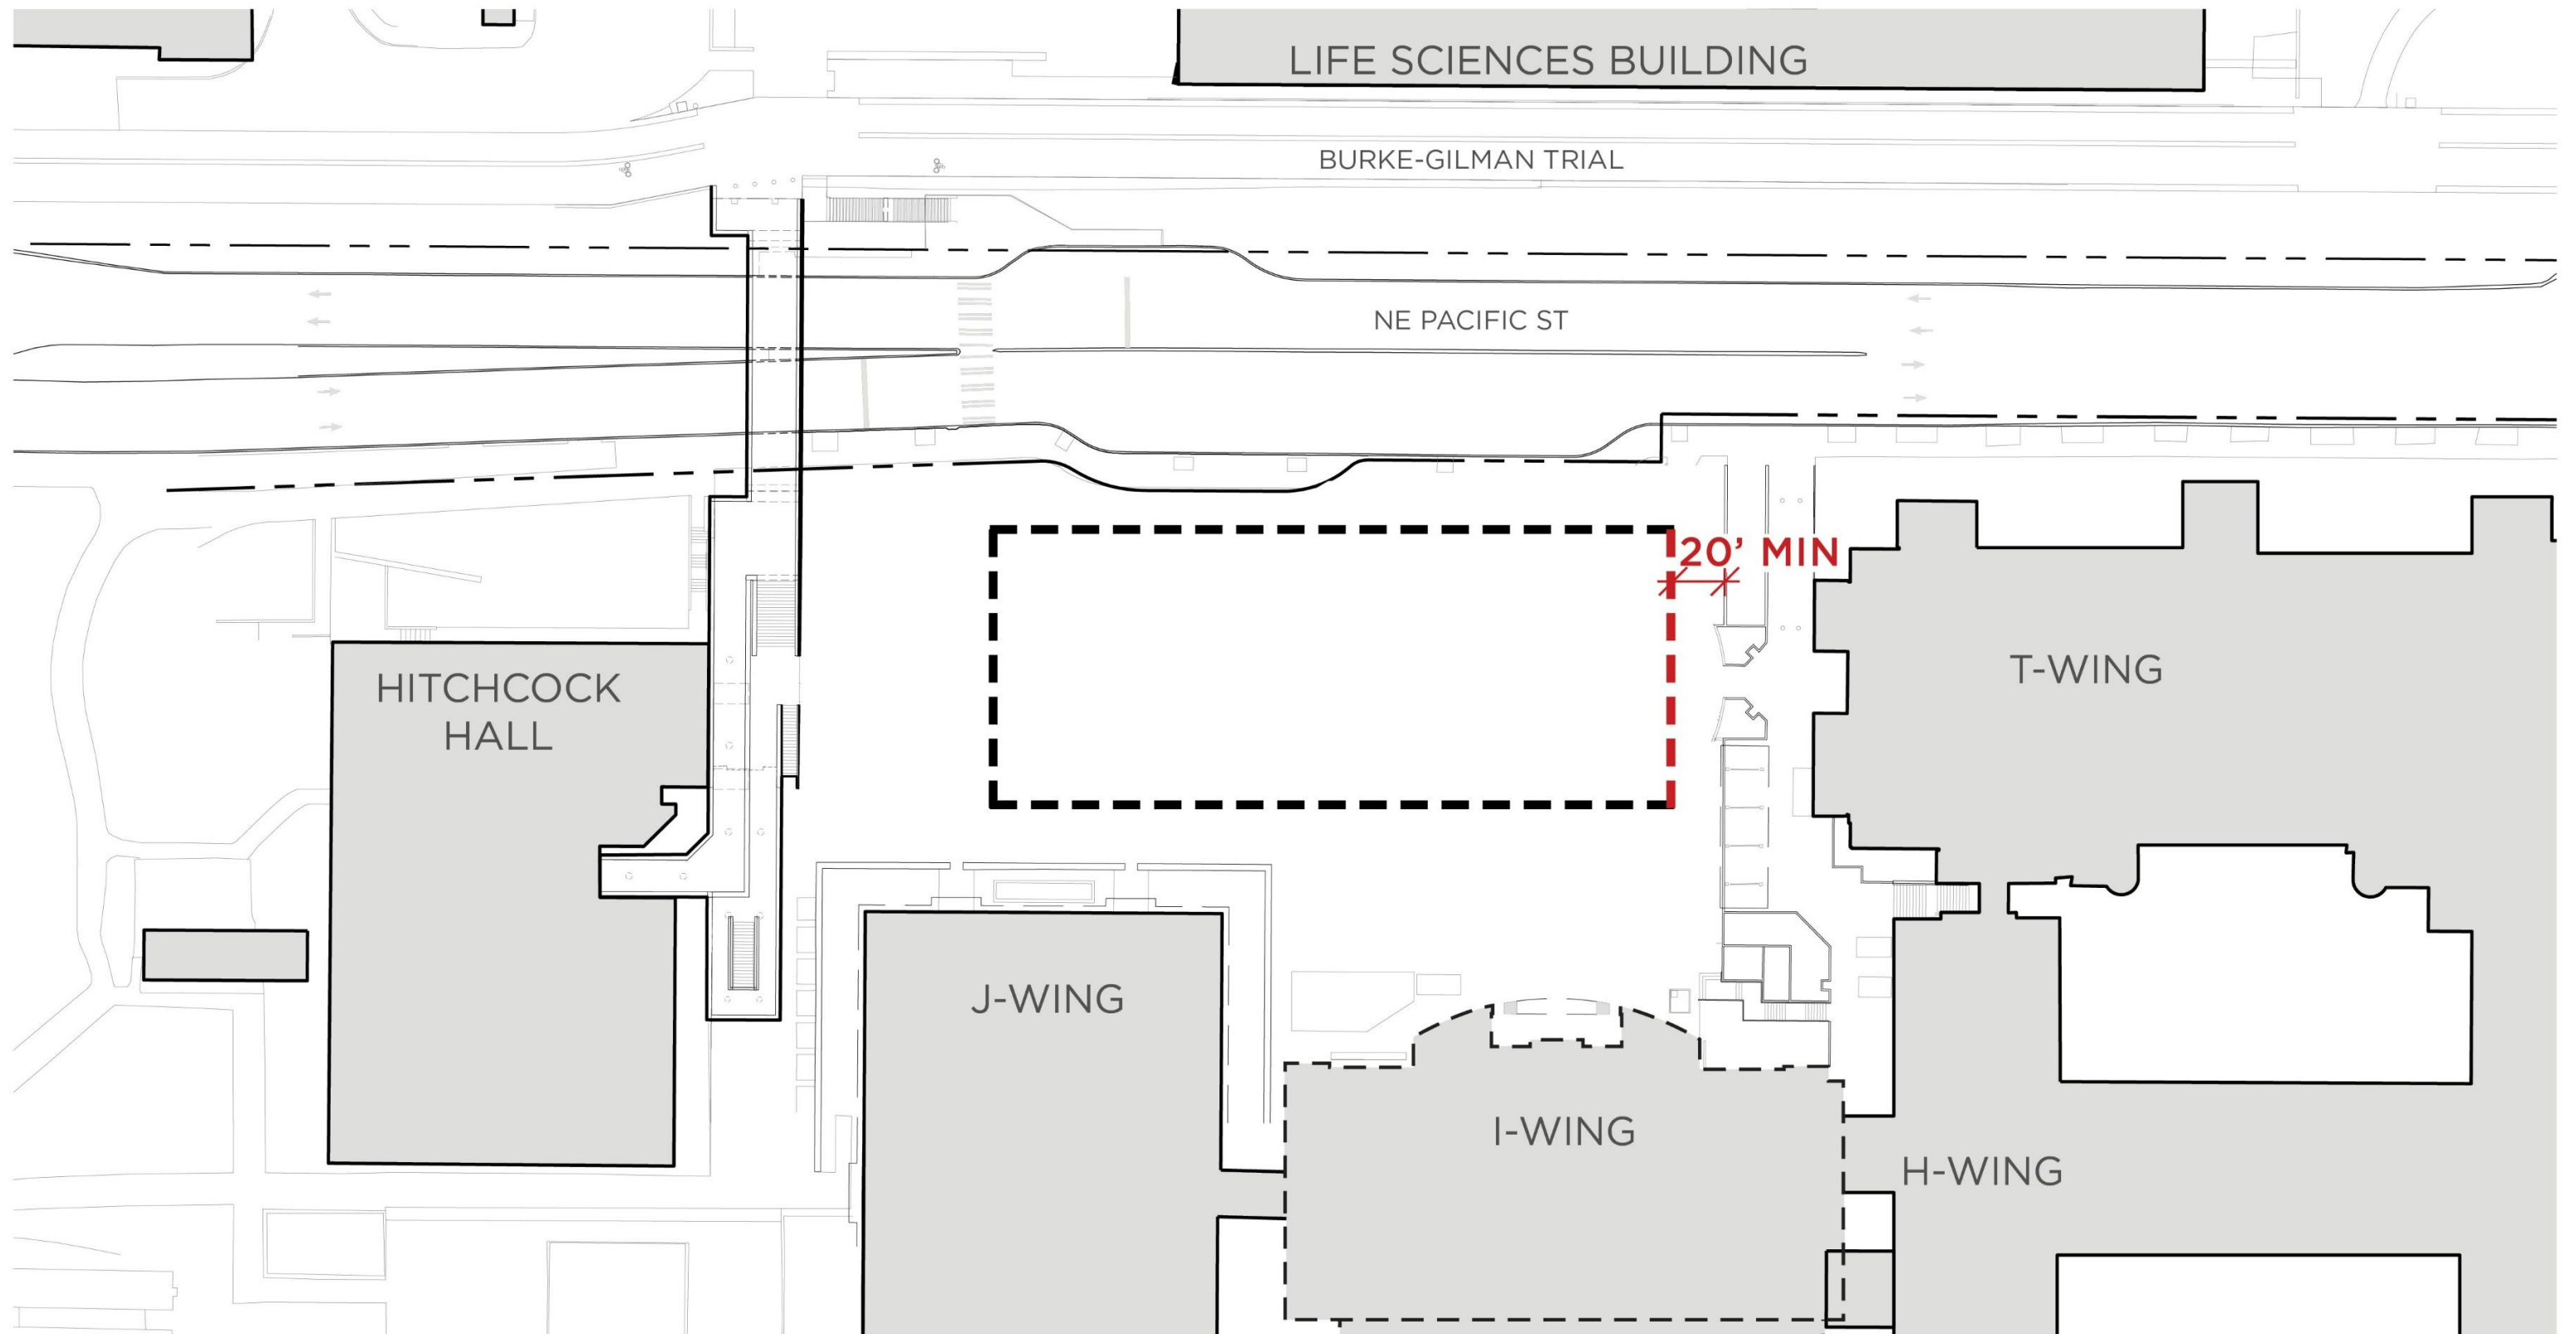 LIFE SCIENCES BUILDING
BURKE-GILMAN TRIAL
NE PACIFIC ST
20' MIN
HITCHCOCK
HALL
T-WING
J-WING
I-WING
H-WING